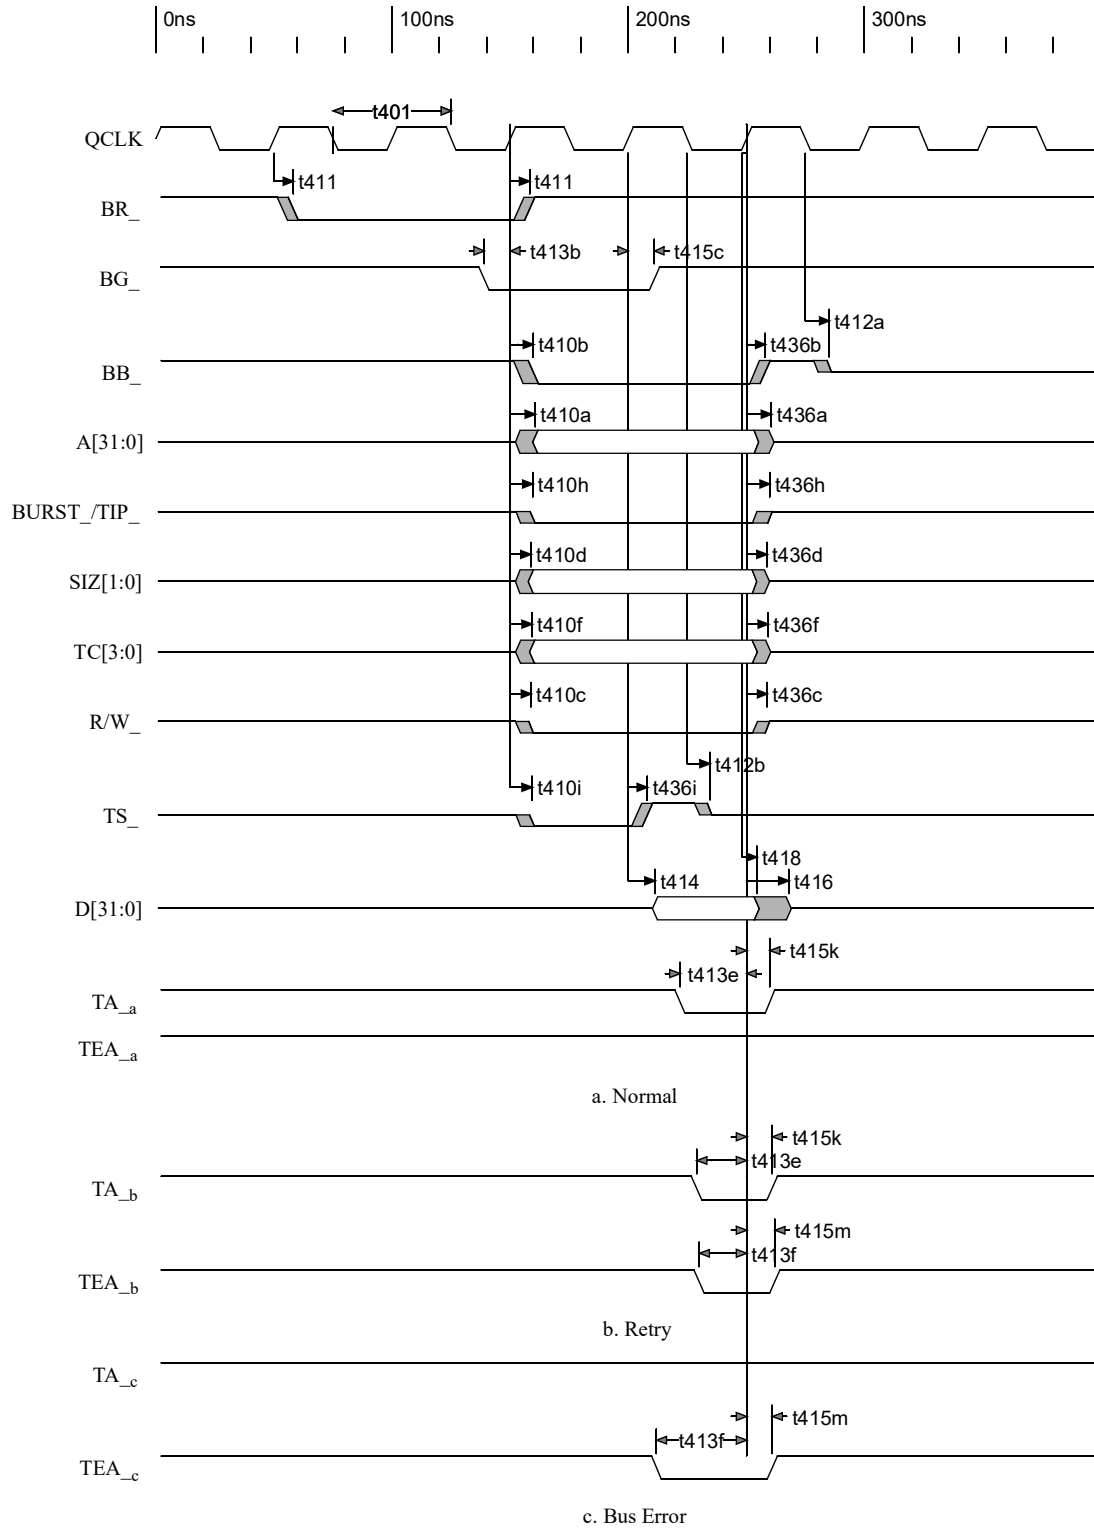 0ns 100ns 200ns 300ns
t401
QCLK
t411 t411
BR_
t413b t415c
BG_
t412a
t410b t436b
BB_
t410a t436a
A[31:0]
t410h t436h
BURST_/TIP_
t410d t436d
SIZ[1:0]
t410f t436f
TC[3:0]
t410c t436c
R/W_
t412b
t410i t436i
TS_
t418
t414 t416
D[31:0]
t415k
t413e
TA_a
TEA_a
a. Normal
t415k
t413e
TA_b
t415m
t413f
TEA_b
b. Retry
TA_c
t415m
t413f
TEA_c
c. Bus Error